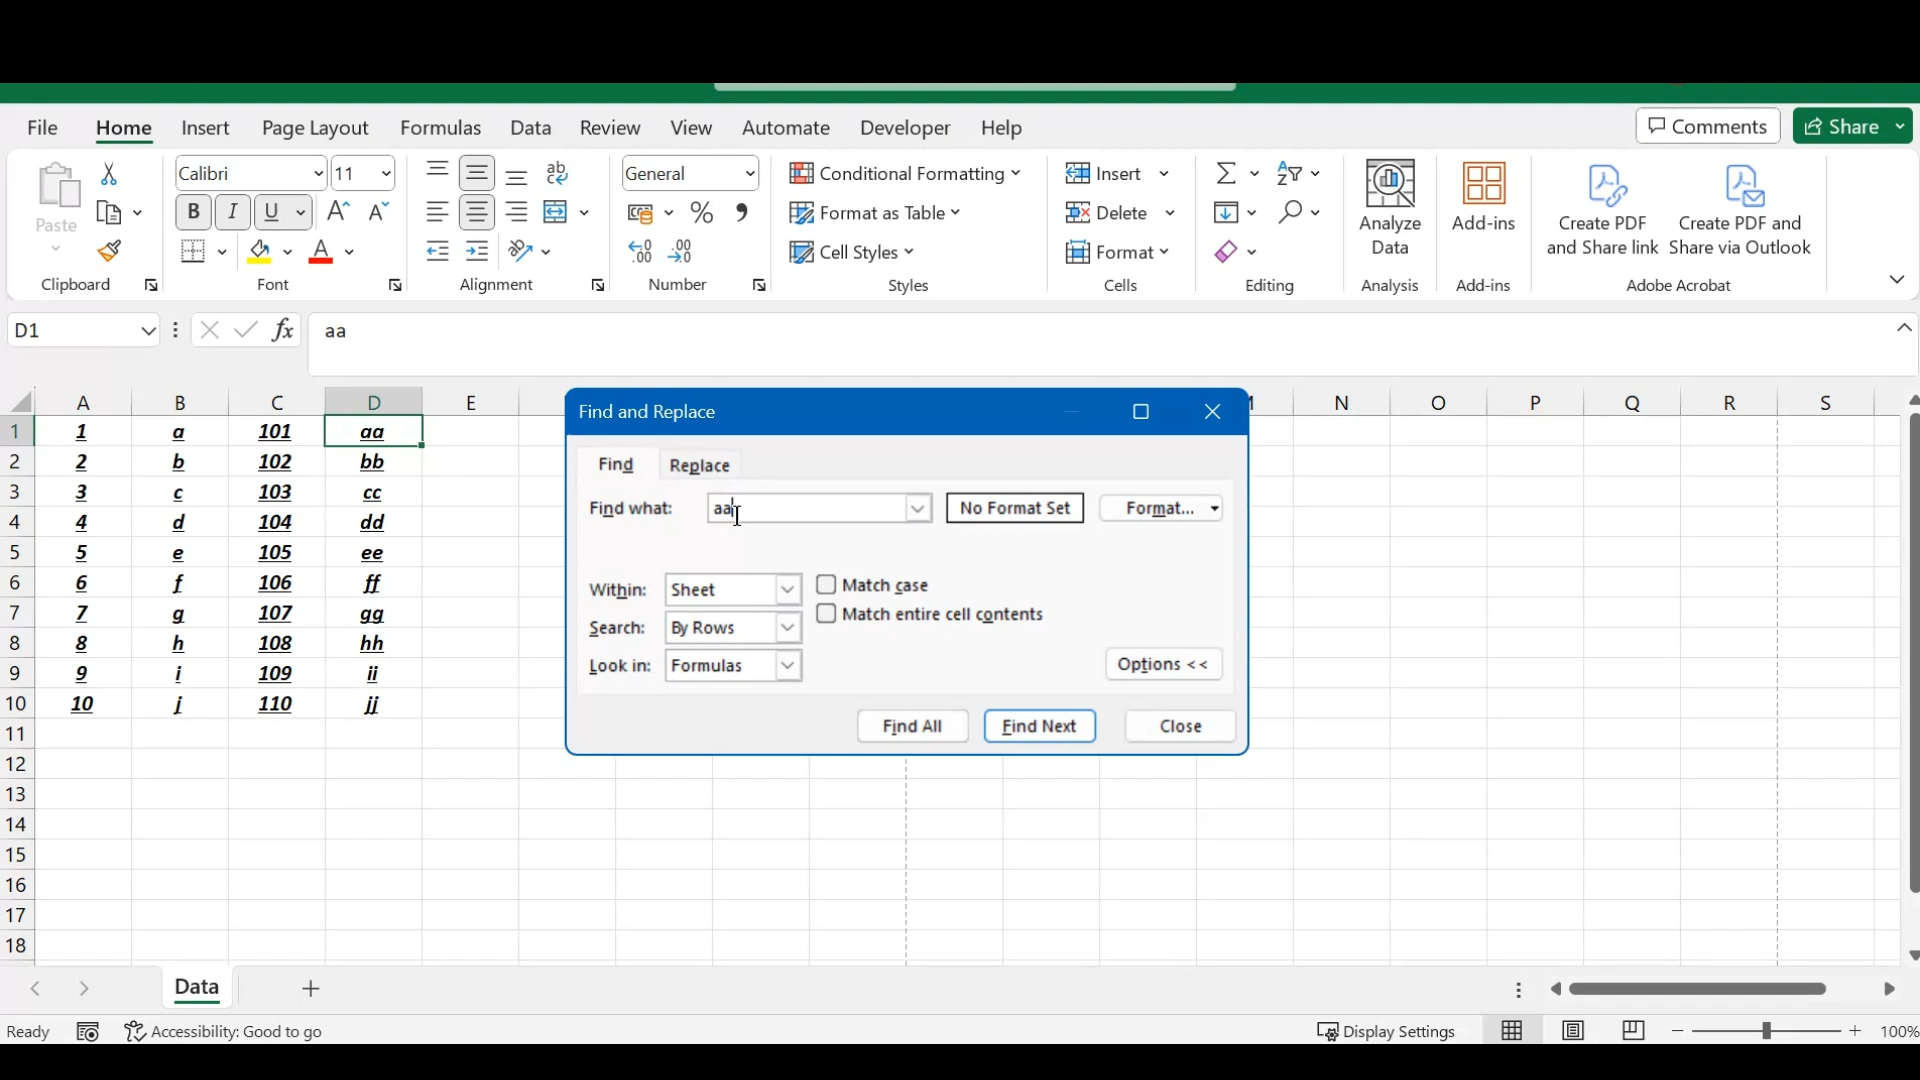 File Home Insert Page Layout Formulas Data Review View Automate Developer Help Comments Share
Paste Calibri 11 ab General Conditional Formatting Insert
B I U A A % Format as Table Delete Analyze Data Add-ins Create PDF and Share link Create PDF and Share via Outlook
A Cell Styles Format
Clipboard Font Alignment Number Styles Cells Editing Analysis Add-ins Adobe Acrobat
D1 fx aa
A B C D E N O P Q R S
1 1 a 101 aa
2 2 b 102 bb
3 3 c 103 cc
4 4 d 104 dd
5 5 e 105 ee
6 6 f 106 ff
7 7 g 107 gg
8 8 h 108 hh
9 9 i 109 ii
10 10 j 110 jj
11
12
13
14
15
16
17
18
Find and Replace
Find Replace
Find what: aa No Format Set Format...
Within: Sheet Match case
Search: By Rows Match entire cell contents
Look in: Formulas Options <<
Find All Find Next Close
Data
Ready Accessibility: Good to go Display Settings 100%